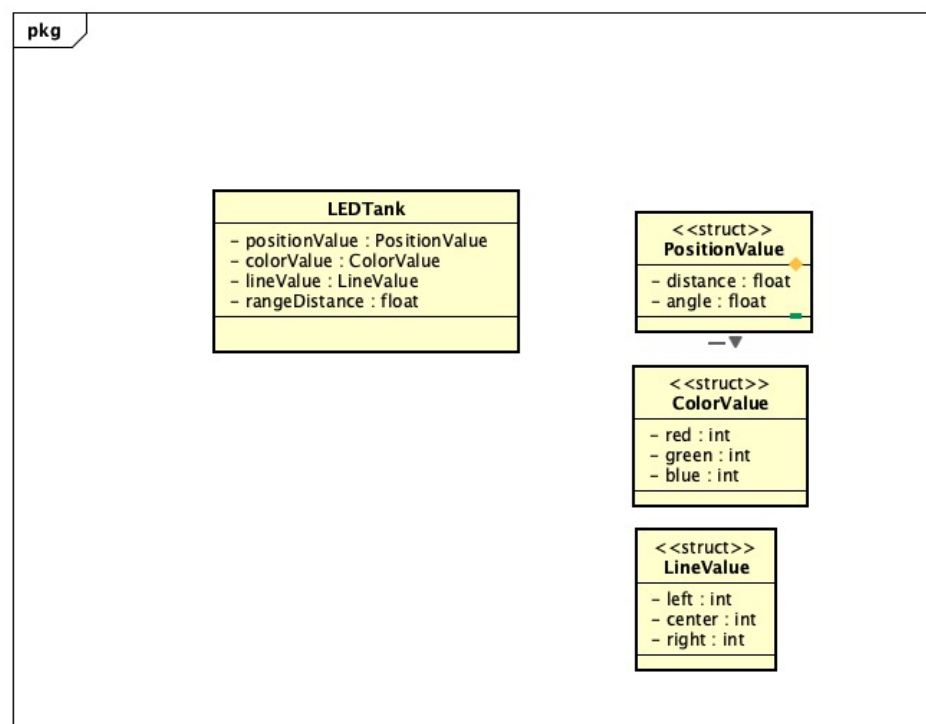 pkg
LEDTank
- positionValue : PositionValue
- colorValue : ColorValue
- lineValue : LineValue
- rangeDistance : float
<<struct>>
PositionValue
- distance : float
- angle : float
<<struct>>
ColorValue
- red : int
- green : int
- blue : int
<<struct>>
LineValue
- left : int
- center : int
- right : int